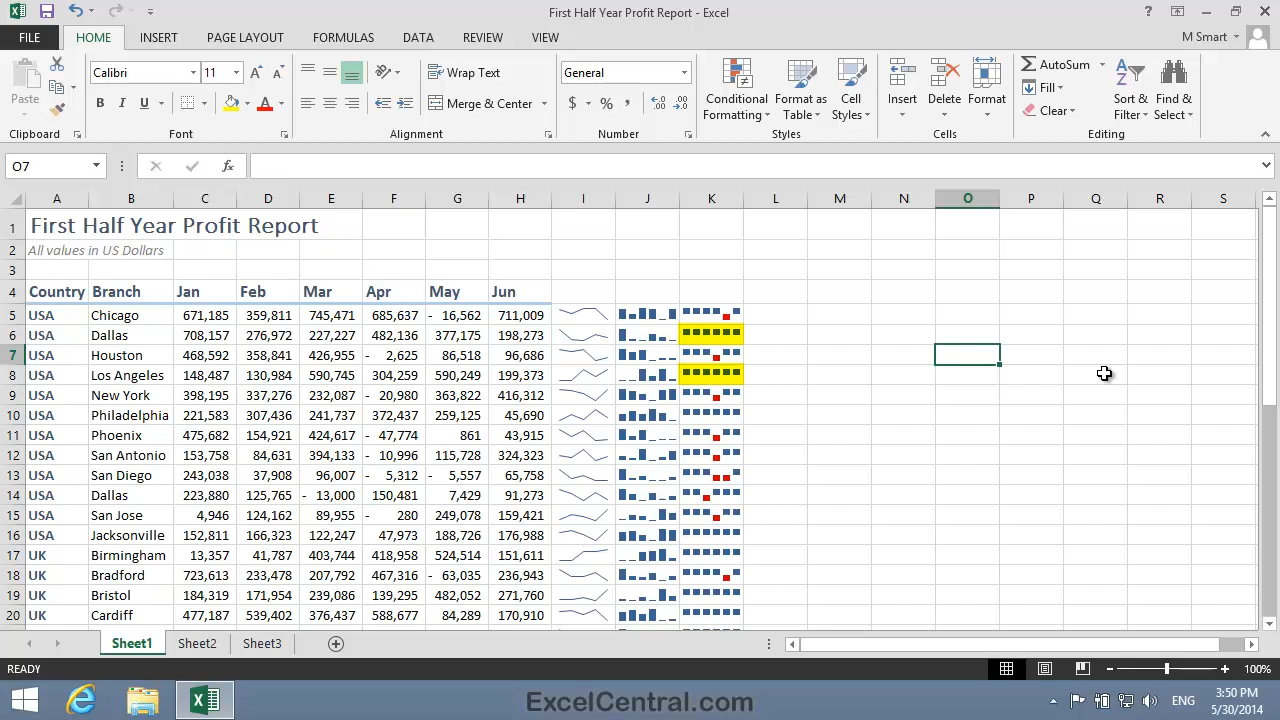 First Half Year Profit Report - Excel
?
FILE HOME INSERT PAGE LAYOUT FORMULAS DATA REVIEW VIEW M Smart
Paste
Calibri 11
B I U A
Wrap Text
Merge & Center
General
$ % ,
Conditional Formatting
Format as Table
Cell Styles
Insert Delete Format
AutoSum
Fill
Clear
Sort & Filter
Find & Select
Clipboard Font Alignment Number Styles Cells Editing
O7 fx
A B C D E F G H I J K L M N O P Q R S
1 First Half Year Profit Report
2 All values in US Dollars
3
4 Country Branch Jan Feb Mar Apr May Jun
5 USA Chicago 671,185 359,811 745,471 685,637 - 16,562 711,009
6 USA Dallas 708,157 276,972 227,227 482,136 377,175 198,273
7 USA Houston 468,592 358,841 426,955 - 2,625 86,518 96,686
8 USA Los Angeles 148,487 130,984 590,745 304,259 590,249 199,373
9 USA New York 398,195 337,276 232,087 - 20,980 363,822 416,312
10 USA Philadelphia 221,583 307,436 241,737 372,437 259,125 45,690
11 USA Phoenix 475,682 154,921 424,617 - 47,774 861 43,915
12 USA San Antonio 153,758 84,631 394,133 - 10,996 115,728 324,323
13 USA San Diego 243,038 37,908 96,007 - 5,312 - 5,557 65,758
14 USA Dallas 223,880 125,765 - 13,000 150,481 7,429 91,273
15 USA San Jose 4,946 124,162 89,955 - 280 249,078 159,421
16 USA Jacksonville 152,811 166,323 122,247 47,973 188,726 176,988
17 UK Birmingham 13,357 41,787 403,744 418,958 524,514 151,611
18 UK Bradford 723,613 233,478 207,792 467,316 - 63,035 236,943
19 UK Bristol 184,319 171,954 239,086 139,295 482,052 271,760
20 UK Cardiff 477,187 539,402 376,437 588,677 84,289 170,910
Sheet1 Sheet2 Sheet3
READY 100%
ExcelCentral.com
ENG
3:50 PM
5/30/2014